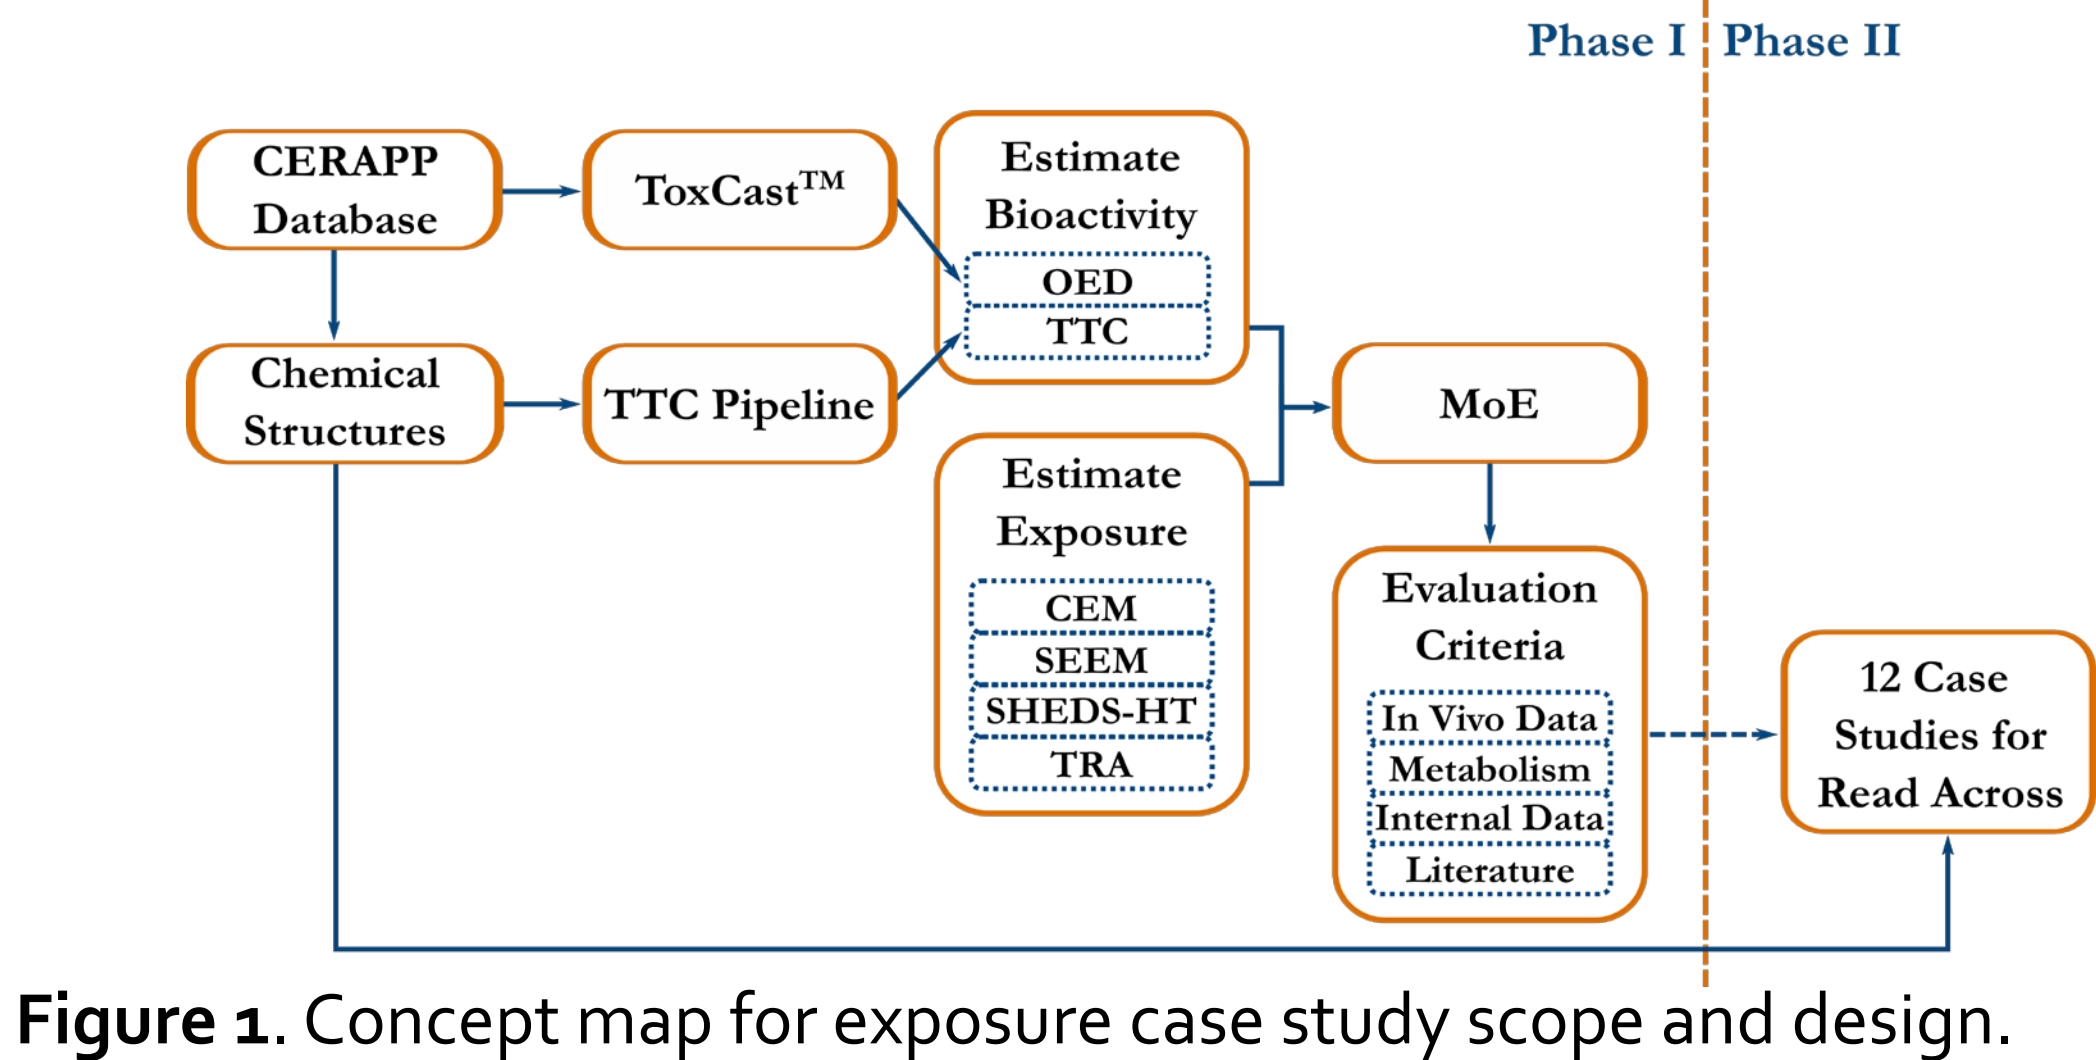 Phase I
Phase II
CERAPP
Database
ToxCast™
Estimate
Bioactivity
OED
TTC
Chemical
Structures
TTC Pipeline
MoE
Estimate
Exposure
CEM
SEEM
SHEDS-HT
TRA
Evaluation
Criteria
In Vivo Data
Metabolism
Internal Data
Literature
12 Case
Studies for
Read Across
Figure 1. Concept map for exposure case study scope and design.